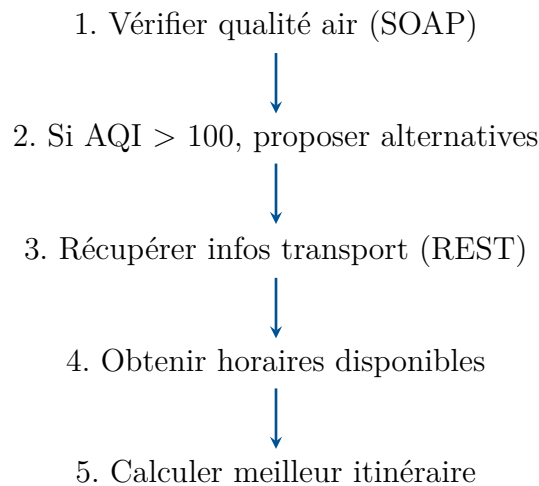 1. Vérifier qualité air (SOAP)
2. Si AQI > 100, proposer alternatives
3. Récupérer infos transport (REST)
4. Obtenir horaires disponibles
5. Calculer meilleur itinéraire